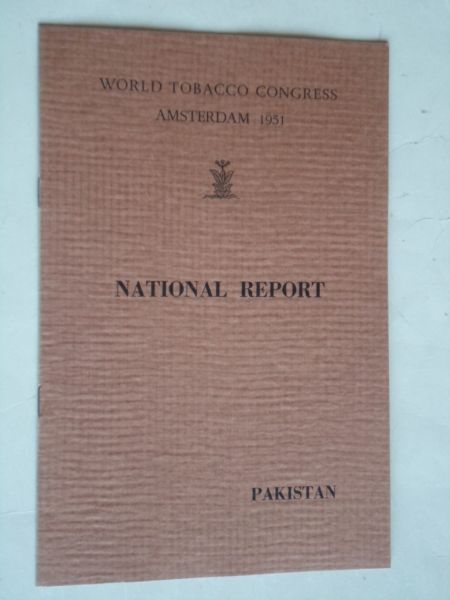 WORLD TOBACCO CONGRESS
AMSTERDAM 1951
NATIONAL REPORT
PAKISTAN